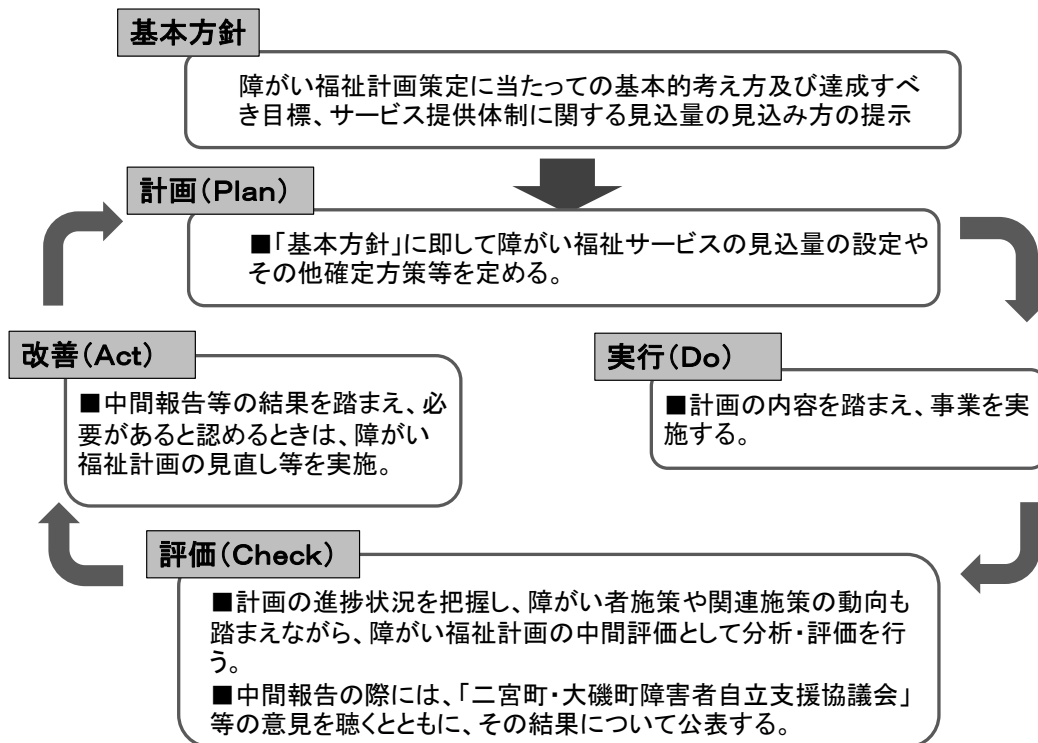 基本方針
障がい福祉計画策定に当たっての基本的考え方及び達成すべ
き目標、サービス提供体制に関する見込量の見込み方の提示
計画（Plan）
■「基本方針」に即して障がい福祉サービスの見込量の設定や
その他確定方策等を定める。
実行（Do）
■計画の内容を踏まえ、事業を実
施する。
評価（Check）
■計画の進捗状況を把握し、障がい者施策や関連施策の動向も
踏まえながら、障がい福祉計画の中間評価として分析・評価を行
う。
■中間報告の際には、「二宮町・大磯町障害者自立支援協議会」
等の意見を聴くとともに、その結果について公表する。
改善（Act）
■中間報告等の結果を踏まえ、必
要があると認めるときは、障がい
福祉計画の見直し等を実施。